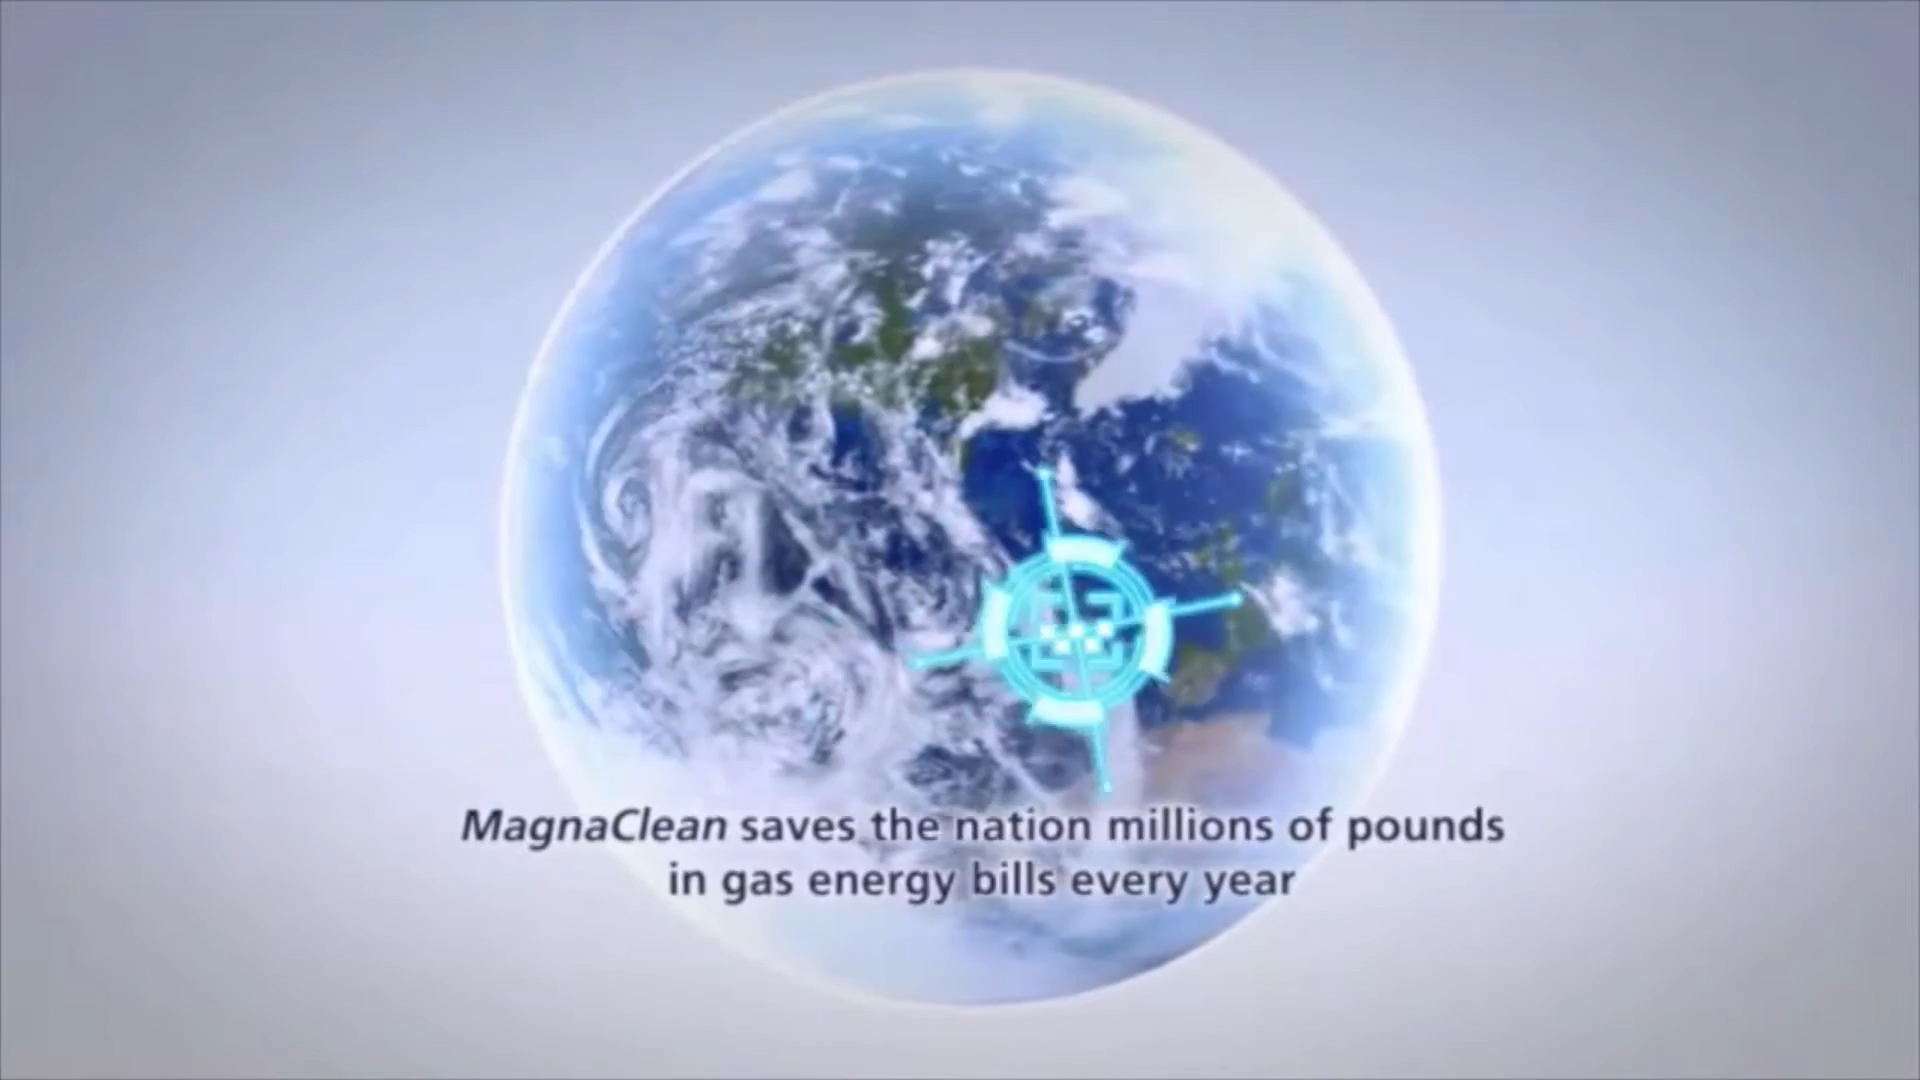 MagnaClean saves the nation millions of pounds
in gas energy bills every year